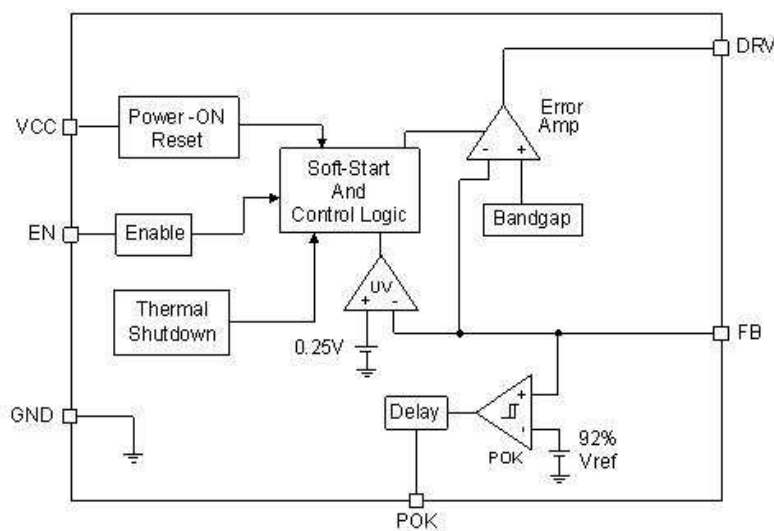 DRV
Error
Amp
VCC
Power -ON
Reset
- +
Soft-Start
And
Control Logic
Bandgap
EN
Enable
UV
+ -
Thermal
Shutdown
0.25V
FB
GND
Delay
+
-
POK
92%
Vref
POK